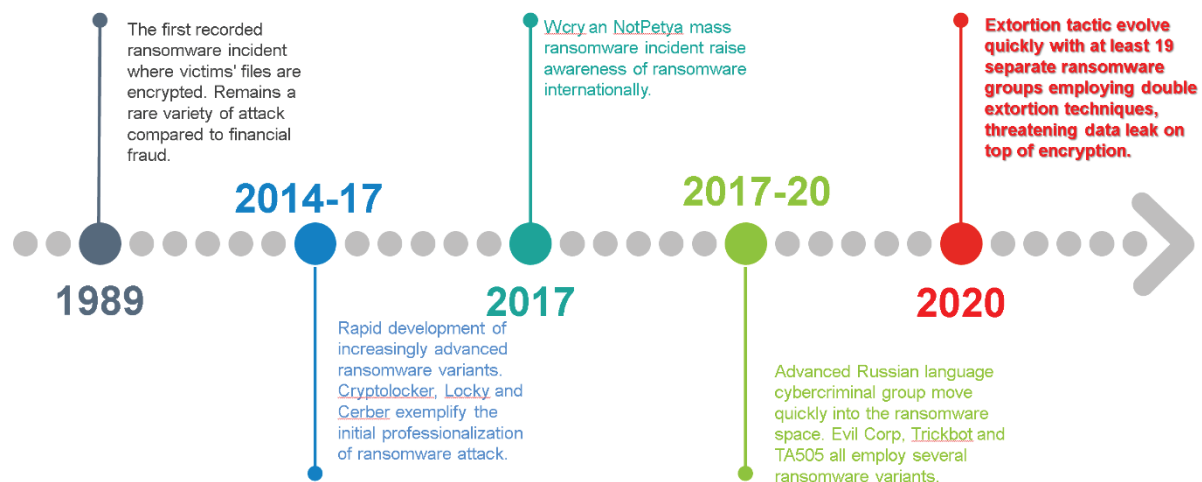 The first recorded
ransomware incident
where victims' files are
encrypted. Remains a
rare variety of attack
compared to financial
fraud.
1989
2014-17
Rapid development of
increasingly advanced
ransomware variants.
Cryptolocker, Locky and
Cerber exemplify the
initial professionalization
of ransomware attack.
Wcry an NotPetya mass
ransomware incident raise
awareness of ransomware
internationally.
2017
2017-20
Advanced Russian language
cybercriminal group move
quickly into the ransomware
space. Evil Corp, Trickbot and
TA505 all employ several
ransomware variants.
Extortion tactic evolve
quickly with at least 19
separate ransomware
groups employing double
extortion techniques,
threatening data leak on
top of encryption.
2020